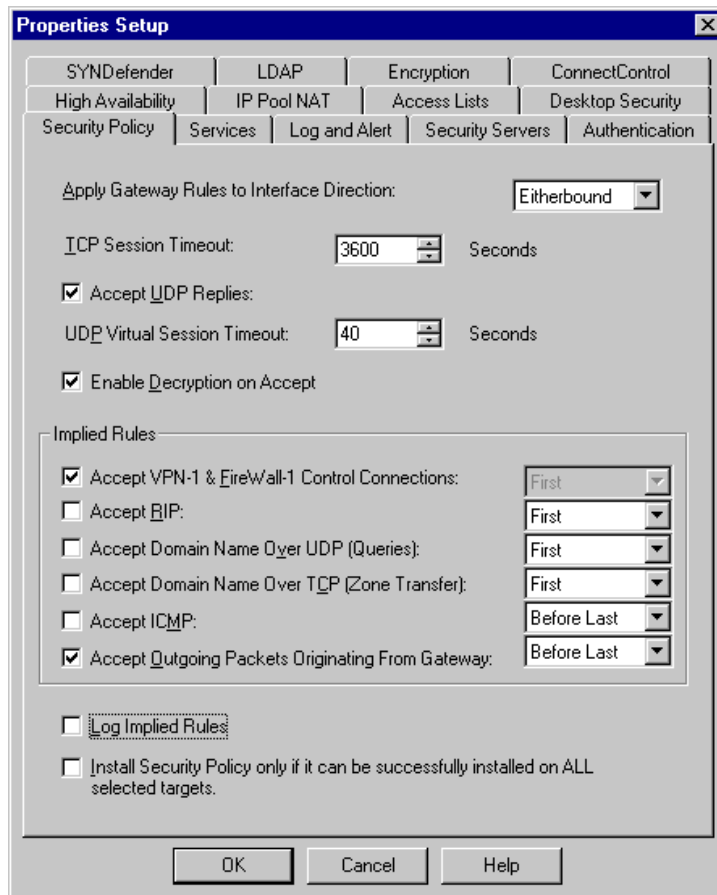 Properties Setup
SYNDefender LDAP Encryption ConnectControl
High Availability IP Pool NAT Access Lists Desktop Security
Security Policy Services Log and Alert Security Servers Authentication
Apply Gateway Rules to Interface Direction: Eitherbound
TCP Session Timeout: 3600 Seconds
Accept UDP Replies:
UDP Virtual Session Timeout: 40 Seconds
Enable Decryption on Accept
Implied Rules
Accept VPN-1 & FireWall-1 Control Connections: First
Accept RIP: First
Accept Domain Name Over UDP (Queries): First
Accept Domain Name Over TCP (Zone Transfer): First
Accept ICMP: Before Last
Accept Outgoing Packets Originating From Gateway: Before Last
Log Implied Rules
Install Security Policy only if it can be successfully installed on ALL
selected targets.
OK Cancel Help